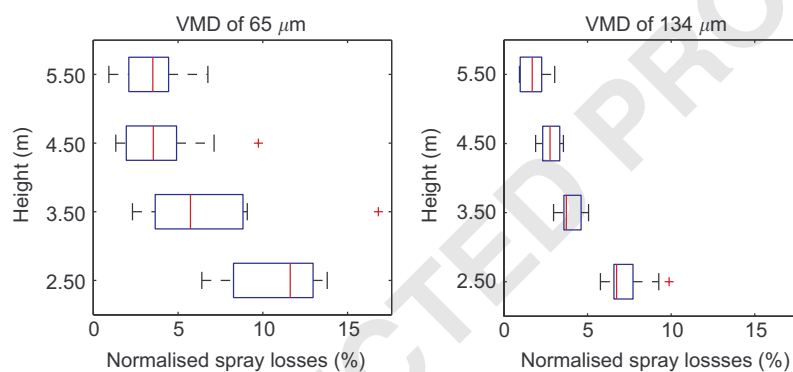 VMD of 65 μm
5.50
4.50
3.50
2.50
Height (m)
0 5 10 15
Normalised spray losses (%)
VMD of 134 μm
5.50
4.50
3.50
2.50
Height (m)
0 5 10 15
Normalised spray lossses (%)
CTED PRO